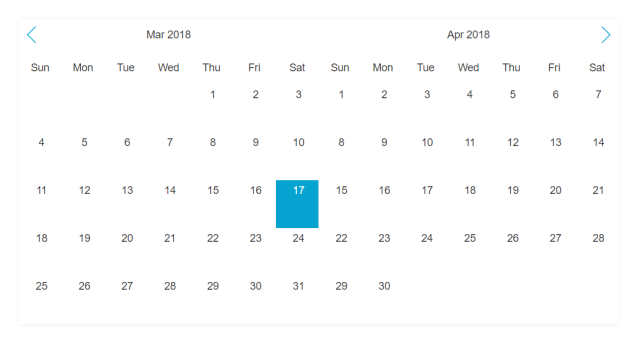 Mar 2018 Apr 2018
Sun Mon Tue Wed Thu Fri Sat Sun Mon Tue Wed Thu Fri Sat
1 2 3 1 2 3 4 5 6 7
4 5 6 7 8 9 10 8 9 10 11 12 13 14
11 12 13 14 15 16 17 15 16 17 18 19 20 21
18 19 20 21 22 23 24 22 23 24 25 26 27 28
25 26 27 28 29 30 31 29 30